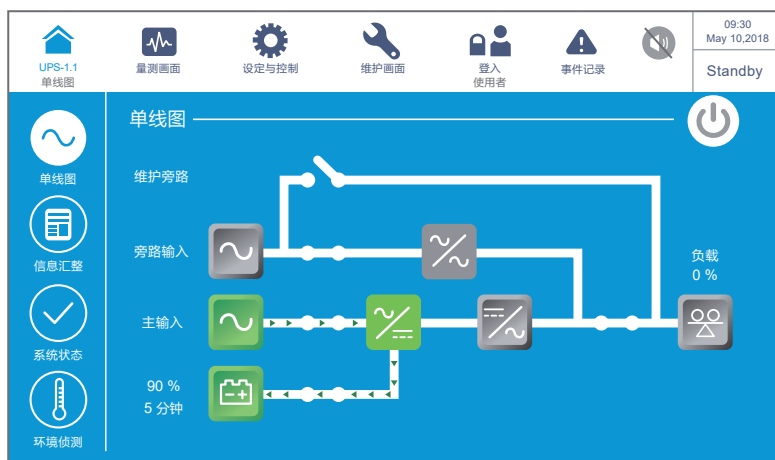 UPS-1.1
单线图
量测画面
设定与控制
维护画面
登入
使用者
事件记录
09:30
May 10,2018
Standby
单线图
单线图
信息汇整
系统状态
环境侦测
维护旁路
旁路输入
主输入
90 %
5 分钟
负载
0 %